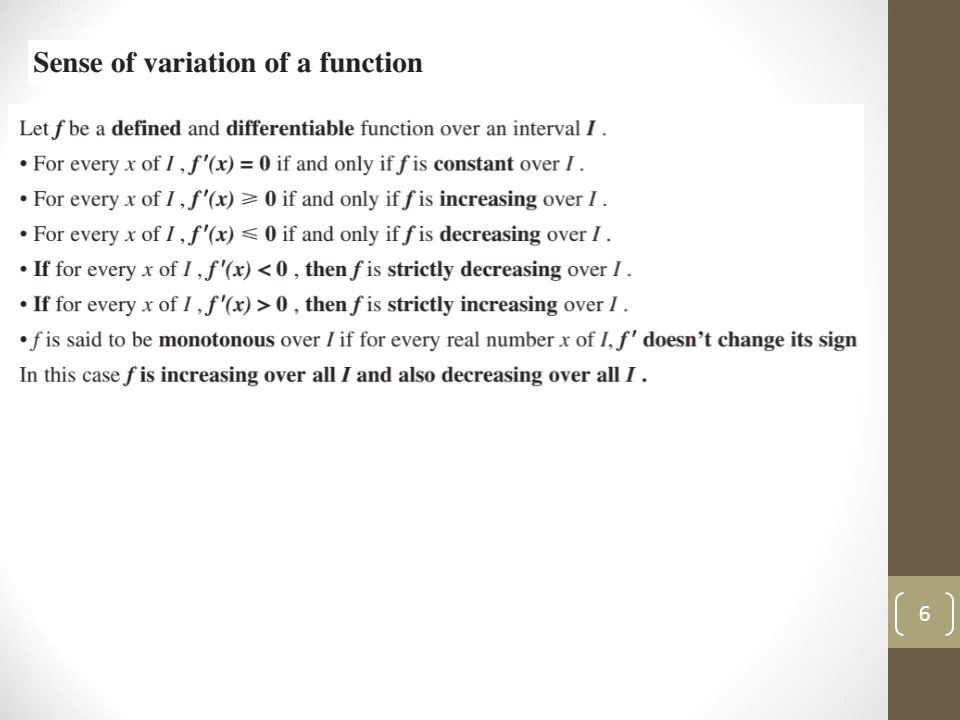 Sense of variation of a function
Let f be a defined and differentiable function over an interval I .
• For every x of I , f ′(x) = 0 if and only if f is constant over I .
• For every x of I , f ′(x) ⩾ 0 if and only if f is increasing over I .
• For every x of I , f ′(x) ⩽ 0 if and only if f is decreasing over I .
• If for every x of I , f ′(x) < 0 , then f is strictly decreasing over I .
• If for every x of I , f ′(x) > 0 , then f is strictly increasing over I .
• f is said to be monotonous over I if for every real number x of I, f ′ doesn’t change its sign
In this case f is increasing over all I and also decreasing over all I .
6